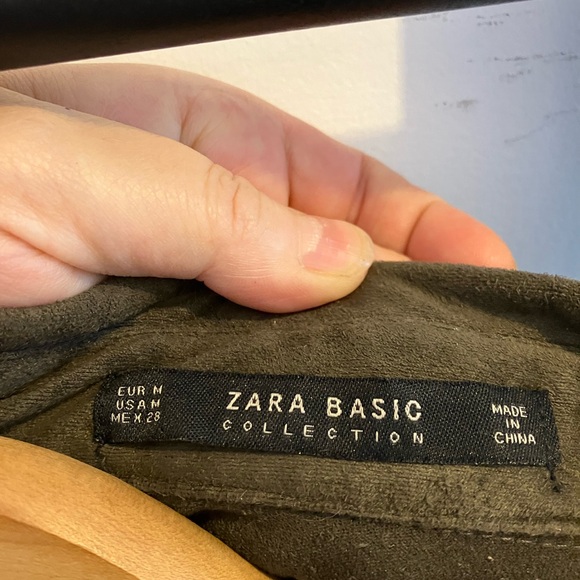 EUR M
USA M
MEX 28
ZARA BASIC
COLLECTION
MADE
IN
CHINA